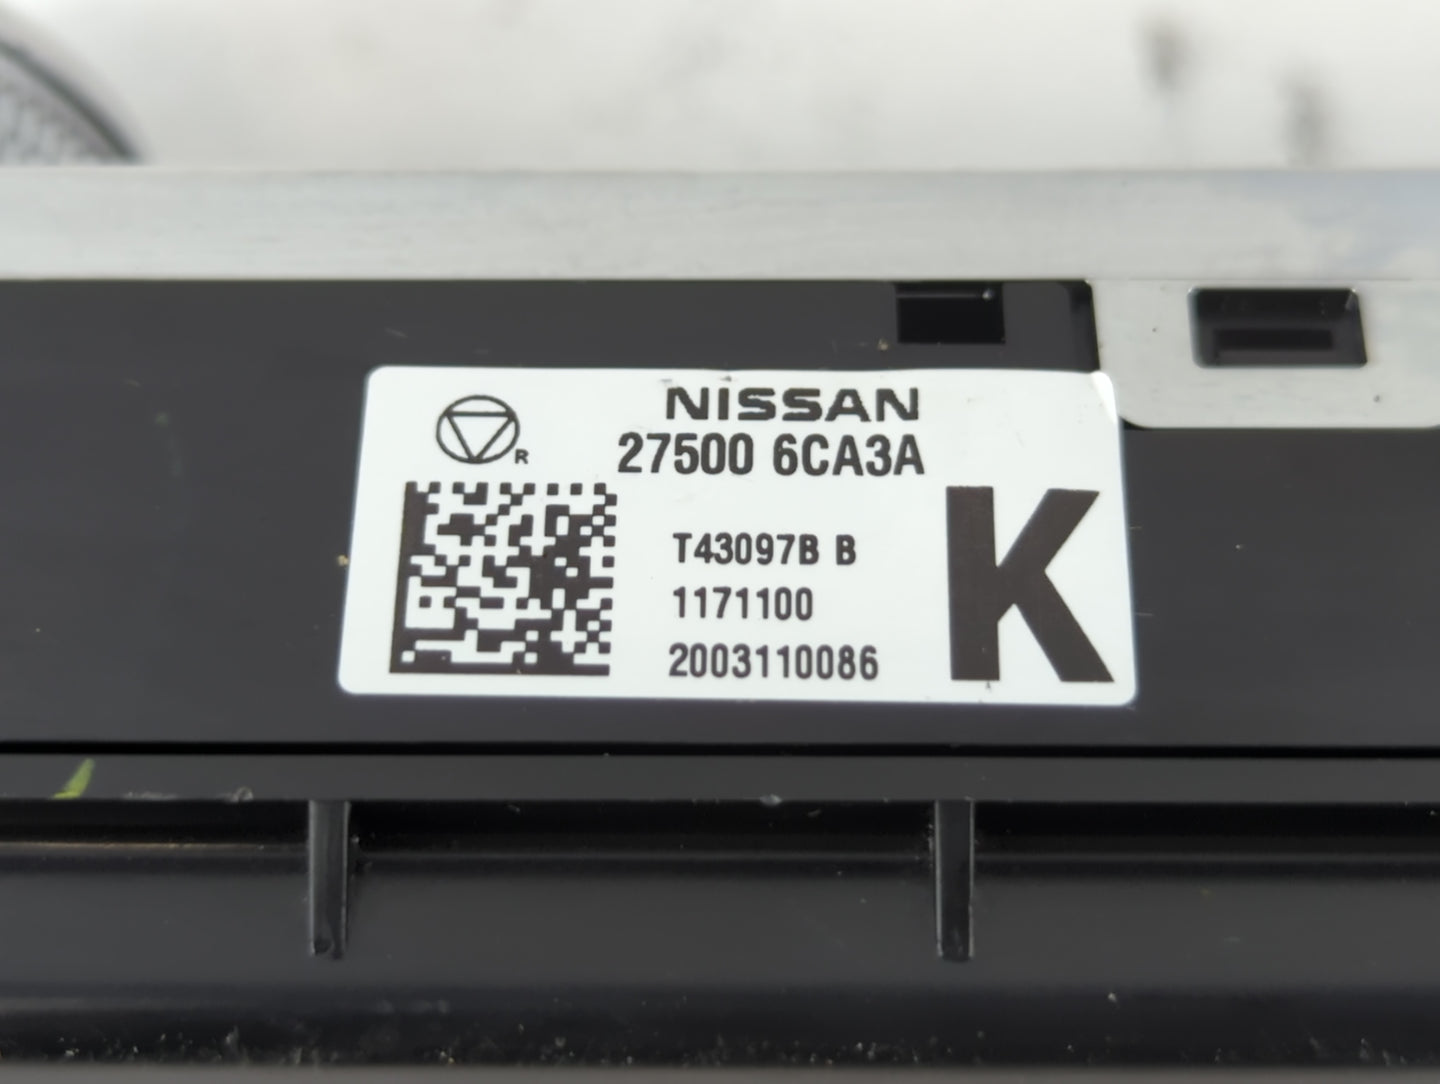 NISSAN
27500 6CA3A
R
T43097B B
1171100
2003110086
K